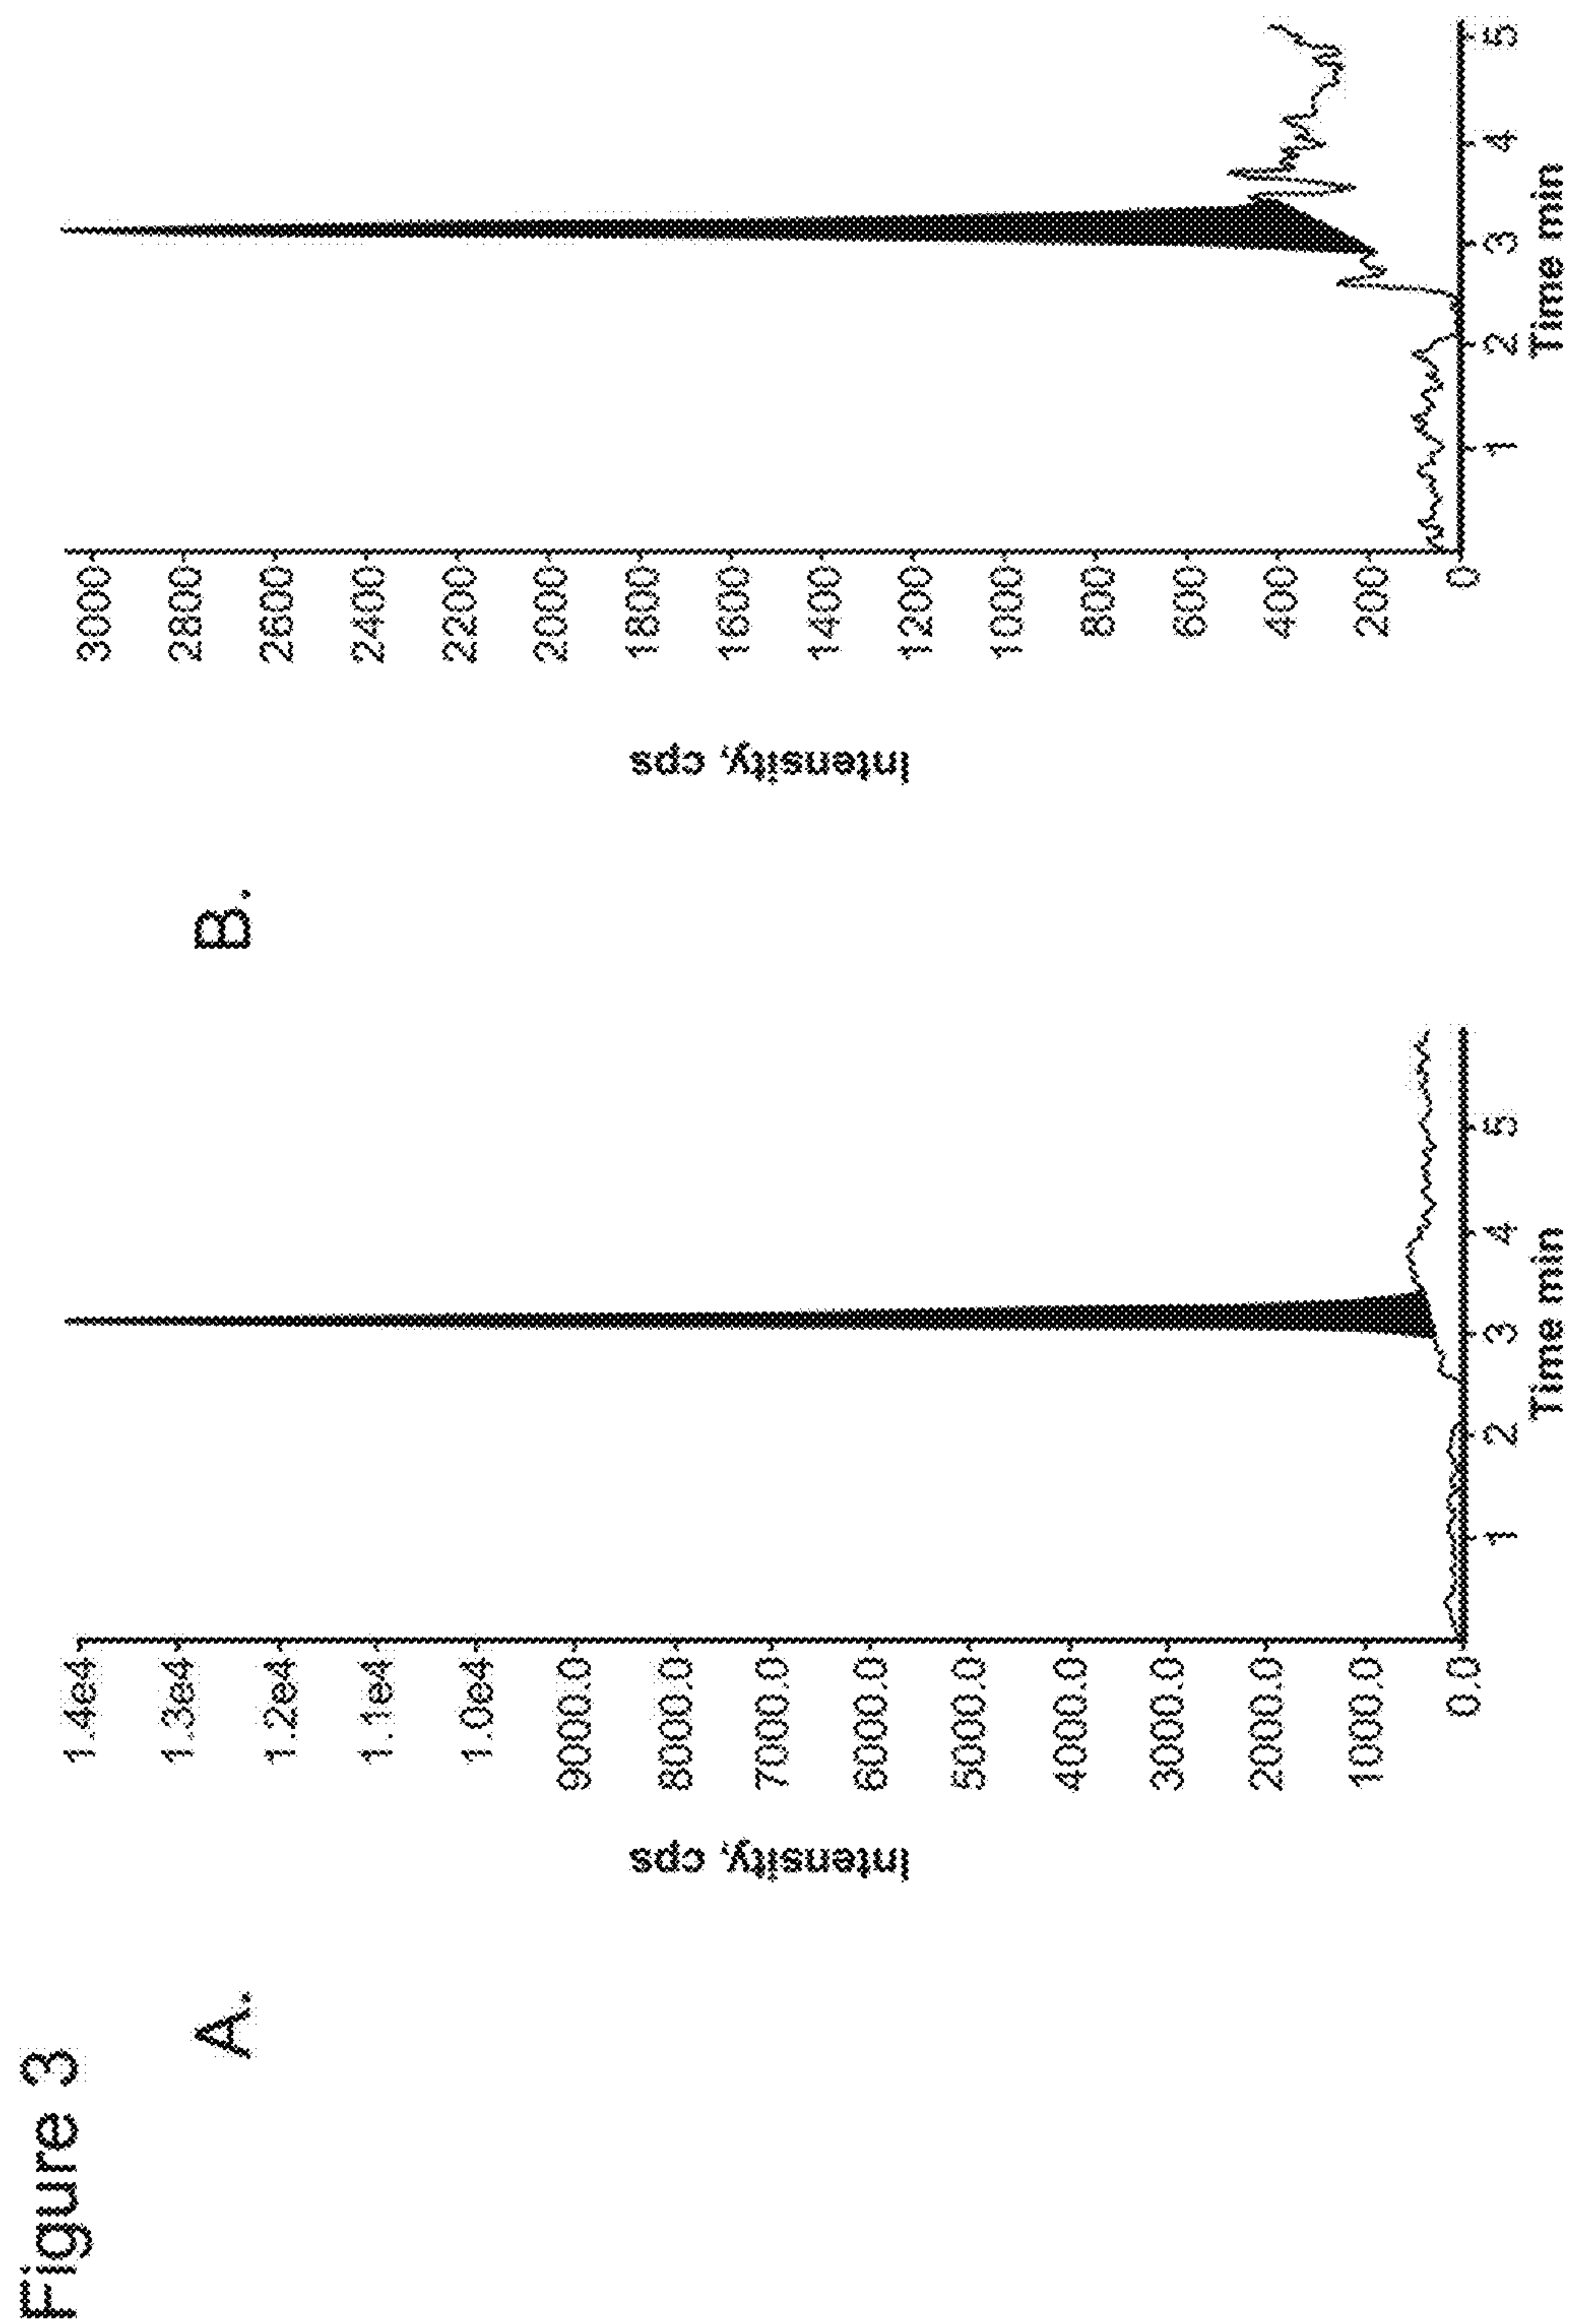 Figure 3
A.
Intensity, cps
1.4e4
1.3e4
1.2e4
1.1e4
1.0e4
9000.0
8000.0
7000.0
6000.0
5000.0
4000.0
3000.0
2000.0
1000.0
0.0
1 2 3 4 5
Time min
B.
Intensity, cps
3000
2800
2600
2400
2200
2000
1800
1600
1400
1200
1000
800
600
400
200
0
1 2 3 4 5
Time min